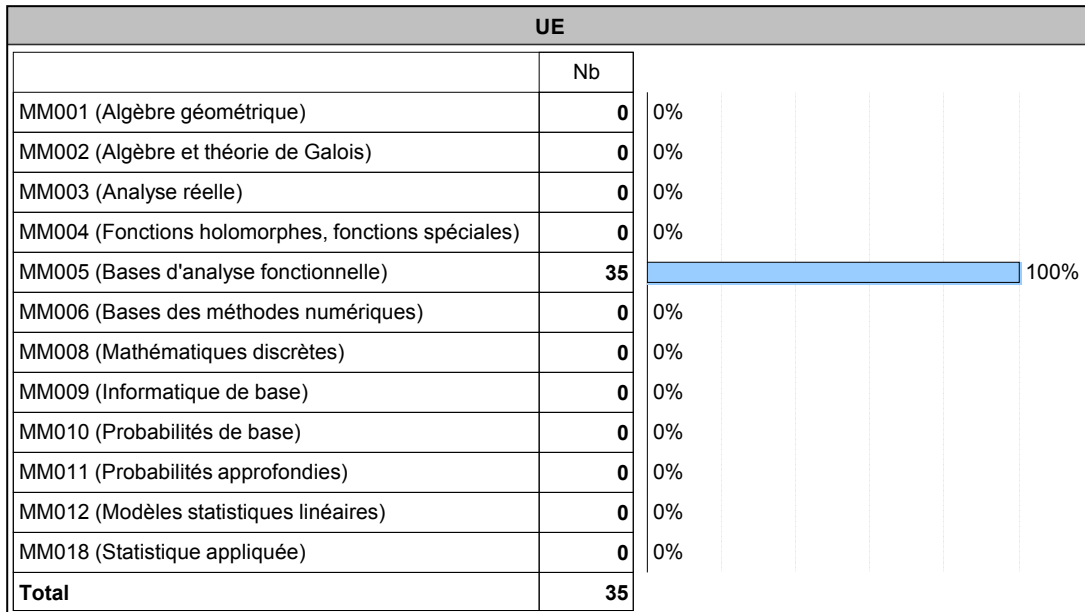 UE
Nb
MM001 (Algèbre géométrique) 0 0%
MM002 (Algèbre et théorie de Galois) 0 0%
MM003 (Analyse réelle) 0 0%
MM004 (Fonctions holomorphes, fonctions spéciales) 0 0%
MM005 (Bases d'analyse fonctionnelle) 35 100%
MM006 (Bases des méthodes numériques) 0 0%
MM008 (Mathématiques discrètes) 0 0%
MM009 (Informatique de base) 0 0%
MM010 (Probabilités de base) 0 0%
MM011 (Probabilités approfondies) 0 0%
MM012 (Modèles statistiques linéaires) 0 0%
MM018 (Statistique appliquée) 0 0%
Total 35